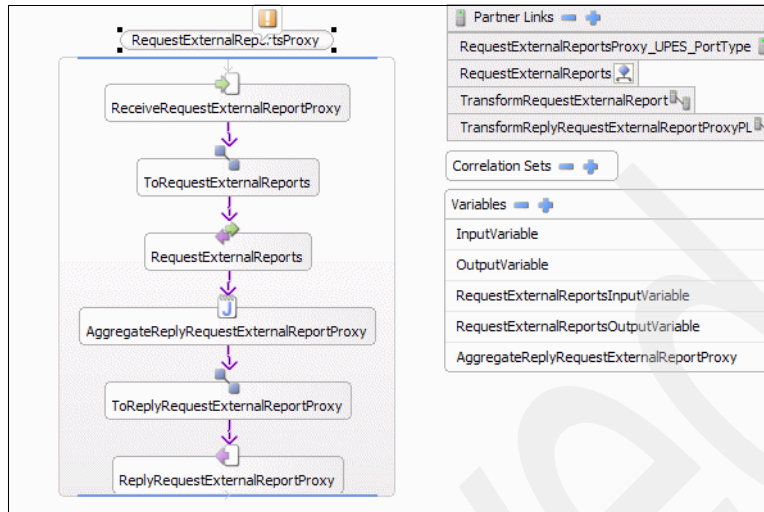 RequestExternalReportsProxy
ReceiveRequestExternalReportProxy
ToRequestExternalReports
RequestExternalReports
J
AggregateReplyRequestExternalReportProxy
ToReplyRequestExternalReportProxy
ReplyRequestExternalReportProxy
Partner Links
RequestExternalReportsProxy_UPES_PortType
RequestExternalReports
TransformRequestExternalReport
TransformReplyRequestExternalReportProxyPL
Correlation Sets
Variables
InputVariable
OutputVariable
RequestExternalReportsInputVariable
RequestExternalReportsOutputVariable
AggregateReplyRequestExternalReportProxy